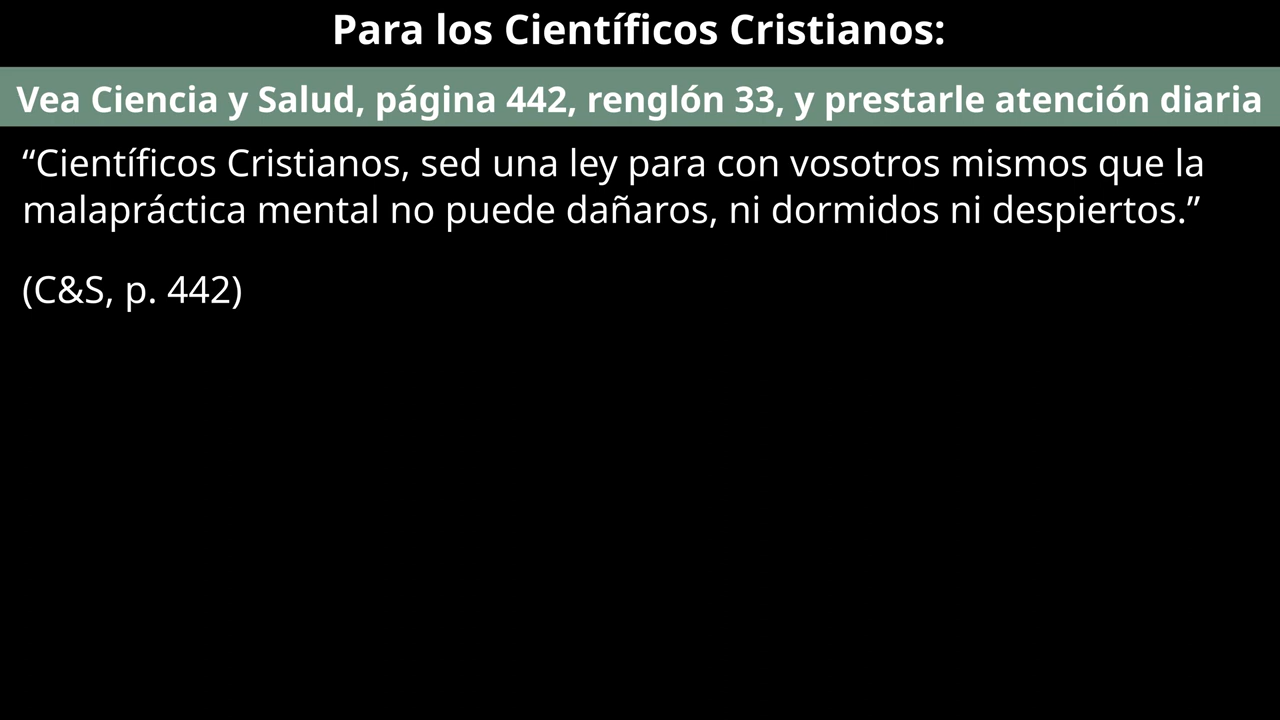 Para los Científicos Cristianos:
Vea Ciencia y Salud, página 442, renglón 33, y prestarle atención diaria
“Científicos Cristianos, sed una ley para con vosotros mismos que la
malapráctica mental no puede dañaros, ni dormidos ni despiertos.”
(C&S, p. 442)